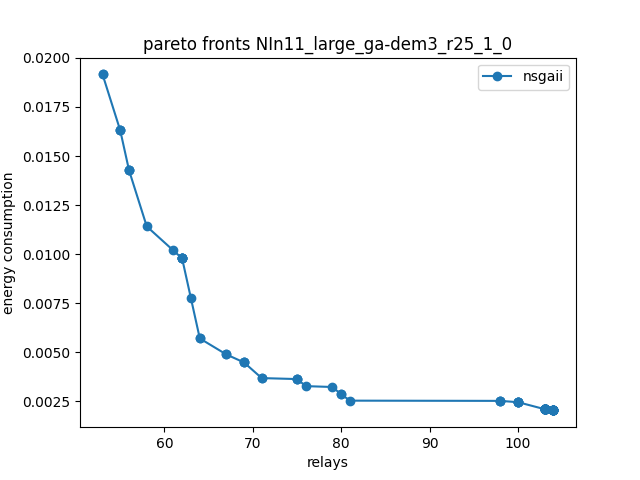 pareto fronts NIn11_large_ga-dem3_r25_1_0
nsgaii
energy consumption
0.0200
0.0175
0.0150
0.0125
0.0100
0.0075
0.0050
0.0025
60 70 80 90 100
relays